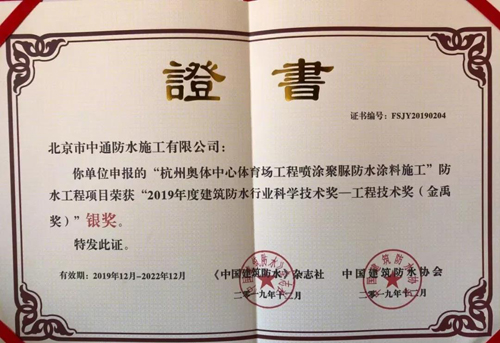 證書
证书编号：FSJY20190204
北京市中通防水施工有限公司：
你单位申报的“杭州奥体中心体育场工程喷涂聚脲防水涂料施工”防
水工程项目荣获“2019年度建筑防水行业科学技术奖—工程技术奖（金禹
奖）”银奖。
特发此证。
有效期：2019年12月-2022年12月
《中国建筑防水》杂志社
中国建筑防水协会
二〇一九年十二月
二〇一九年十二月